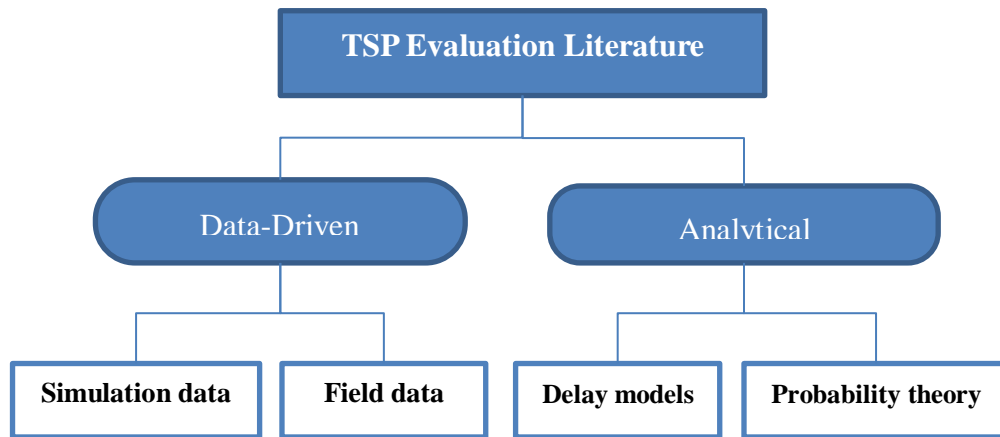 TSP Evaluation Literature
Data-Driven
Analytical
Simulation data
Field data
Delay models
Probability theory